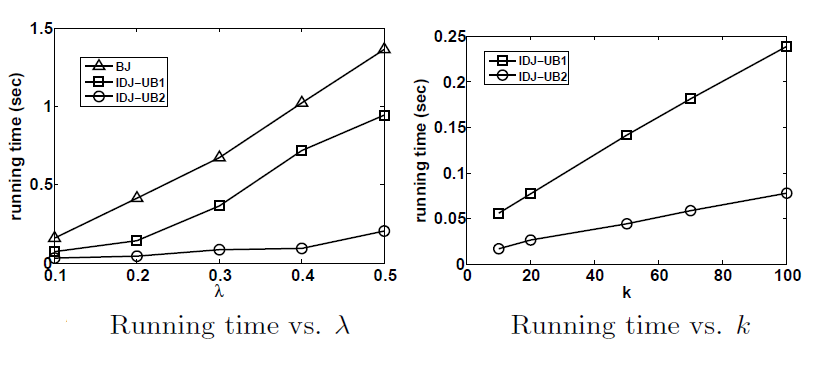 1.5
1
0.5
0
running time (sec)
BJ
IDJ-UB1
IDJ-UB2
0.1 0.2 0.3 0.4 0.5
λ
Running time vs. λ
0.25
0.2
0.15
0.1
0.05
0
running time (sec)
IDJ-UB1
IDJ-UB2
0 20 40 60 80 100
k
Running time vs. k